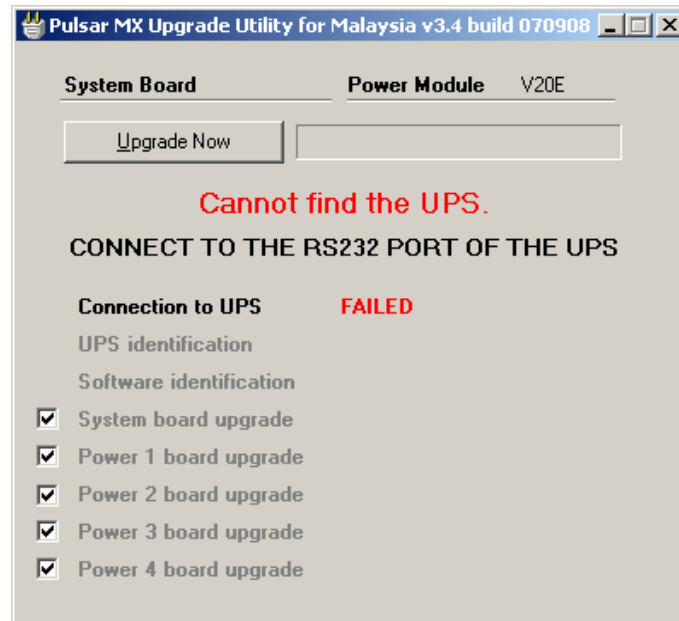 Pulsar MX Upgrade Utility for Malaysia v3.4 build 070908
System Board Power Module V20E
Upgrade Now
Cannot find the UPS.
CONNECT TO THE RS232 PORT OF THE UPS
Connection to UPS FAILED
UPS identification
Software identification
System board upgrade
Power 1 board upgrade
Power 2 board upgrade
Power 3 board upgrade
Power 4 board upgrade